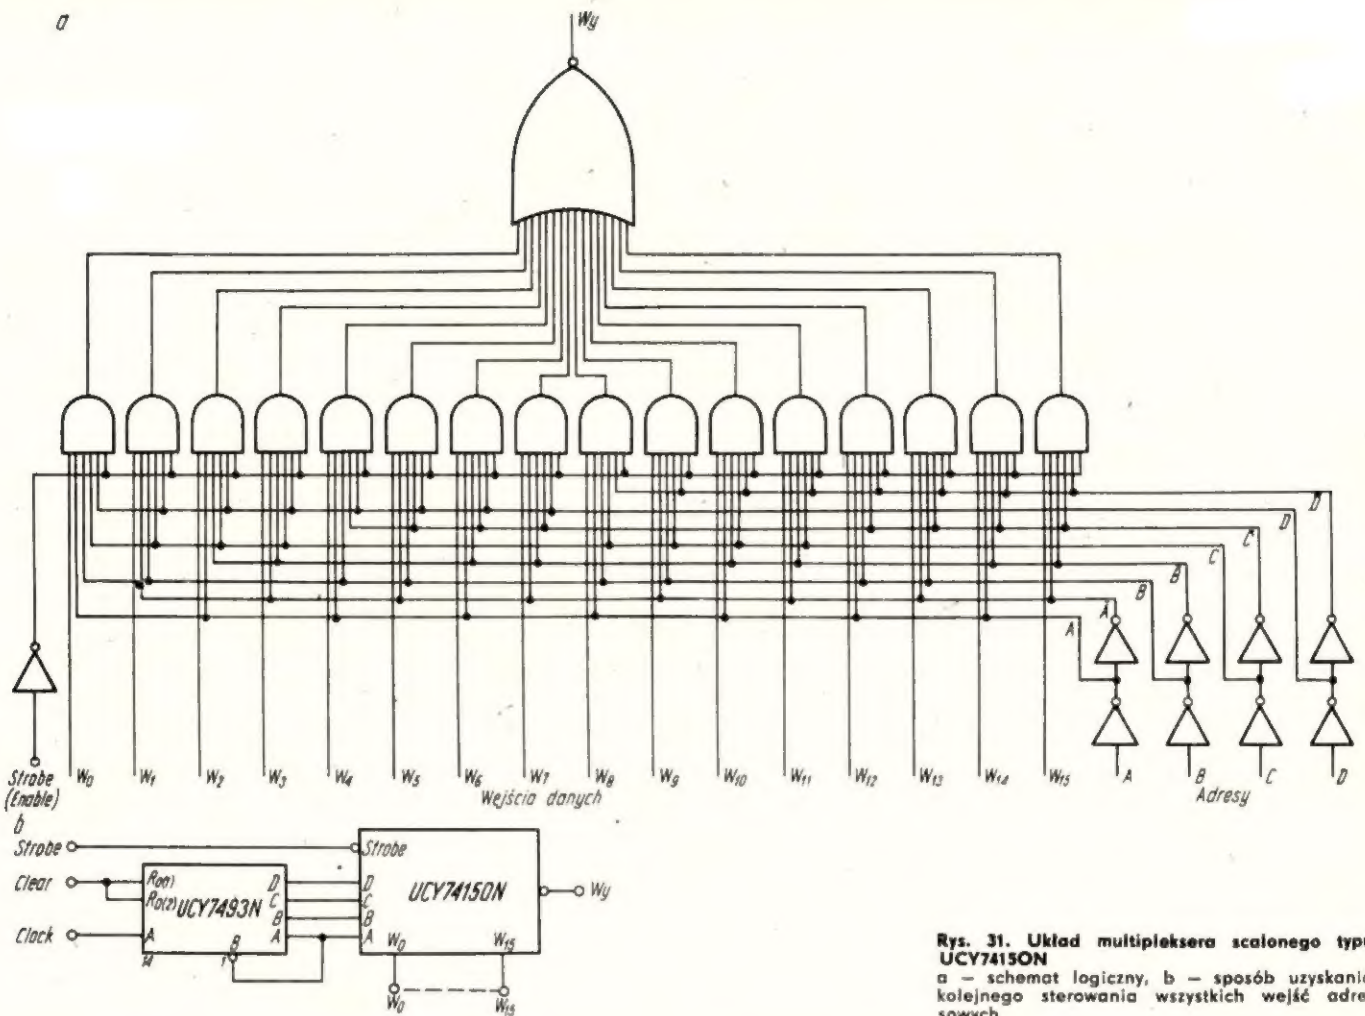 a
Wy
D
D
C
C
B
B
A
A
Strobe
(Enable)
W0 W1 W2 W3 W4 W5 W6 W7 W8 W9 W10 W11 W12 W13 W14 W15 A B C D
Wejścia danych
Adresy
b
Strobe
Strobe
Clear
R0(1)
R0(2)
UCY7493N
D
C
B
A
D
C
B
A
UCY74150N
Wy
Clock
A
B
14
1
W0
W15
W0
W15
Rys. 31. Układ multipleksera scalonego typu
UCY74150N
a – schemat logiczny, b – sposób uzyskania
kolejnego sterowania wszystkich wejść adre
sowych